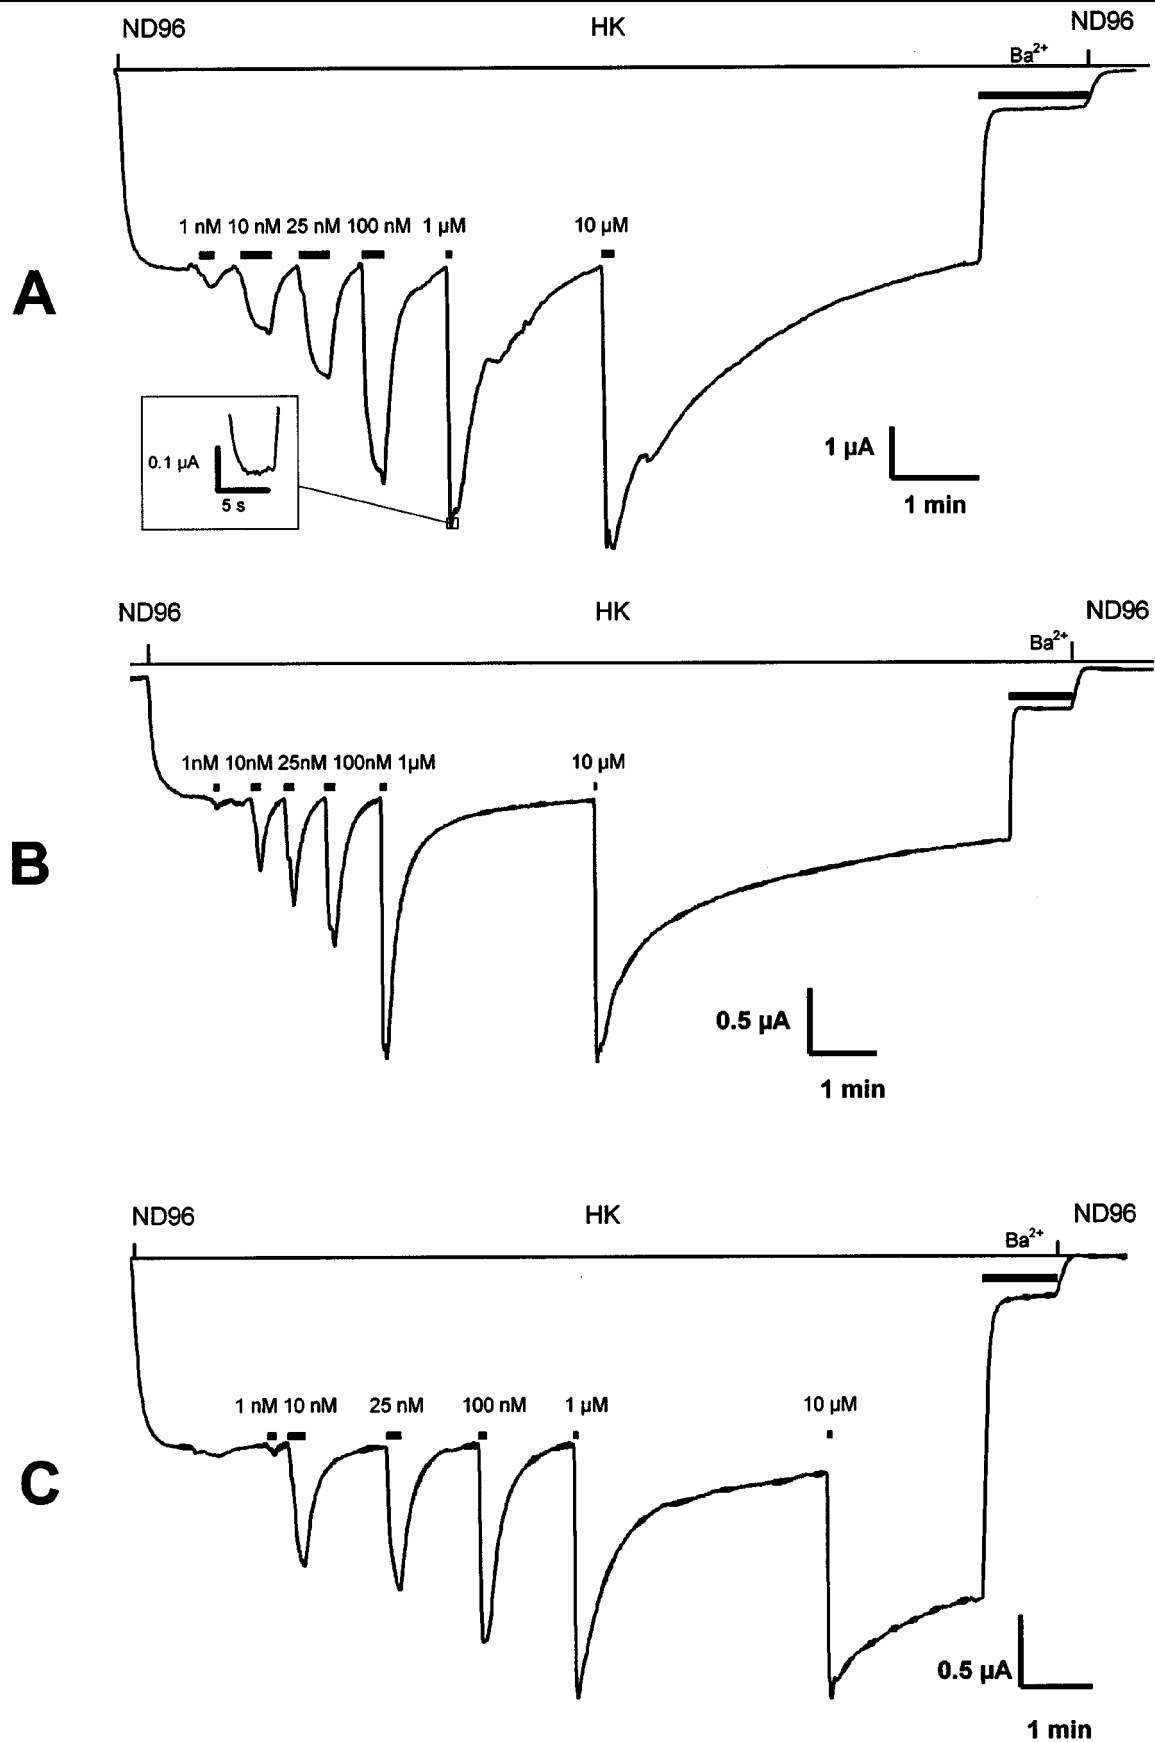 ND96 HK ND96
Ba2+
1 nM 10 nM 25 nM 100 nM 1 µM 10 µM
A
0.1 µA
5 s
1 µA
1 min
ND96 HK ND96
Ba2+
1nM 10nM 25nM 100nM 1µM 10 µM
B
0.5 µA
1 min
ND96 HK ND96
Ba2+
1 nM 10 nM 25 nM 100 nM 1 µM 10 µM
C
0.5 µA
1 min